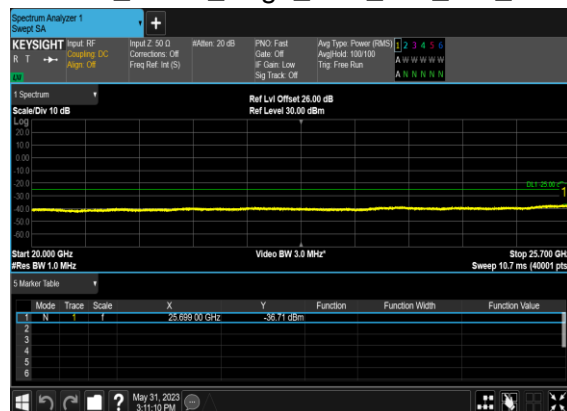 Spectrum Analyzer 1
Swept SA
+
KEYSIGHT
R T
Input: RF
Coupling: DC
Align: Off
Input Z: 50 Ω
Corrections: Off
Freq Ref: Int (S)
#Atten: 20 dB
PNO: Fast
Gate: Off
IF Gain: Low
Sig Track: Off
Avg Type: Power (RMS)
Avg|Hold: 100/100
Trig: Free Run
1 2 3 4 5 6
A W W W W W
A N N N N N
1 Spectrum
Scale/Div 10 dB
Ref Lvl Offset 26.00 dB
Ref Level 30.00 dBm
Log
20.0
10.0
0.00
-10.0
-20.0
-30.0
-40.0
-50.0
-60.0
1
Start 20.000 GHz
#Res BW 1.0 MHz
Video BW 3.0 MHz*
Stop 25.700 GHz
Sweep 10.7 ms (40001 pts
5 Marker Table
Mode Trace Scale X Y Function Function Width Function Value
1 N 1 f 25.699 00 GHz -36.71 dBm
2
3
4
5
6
?
May 31, 2023
3:11:10 PM